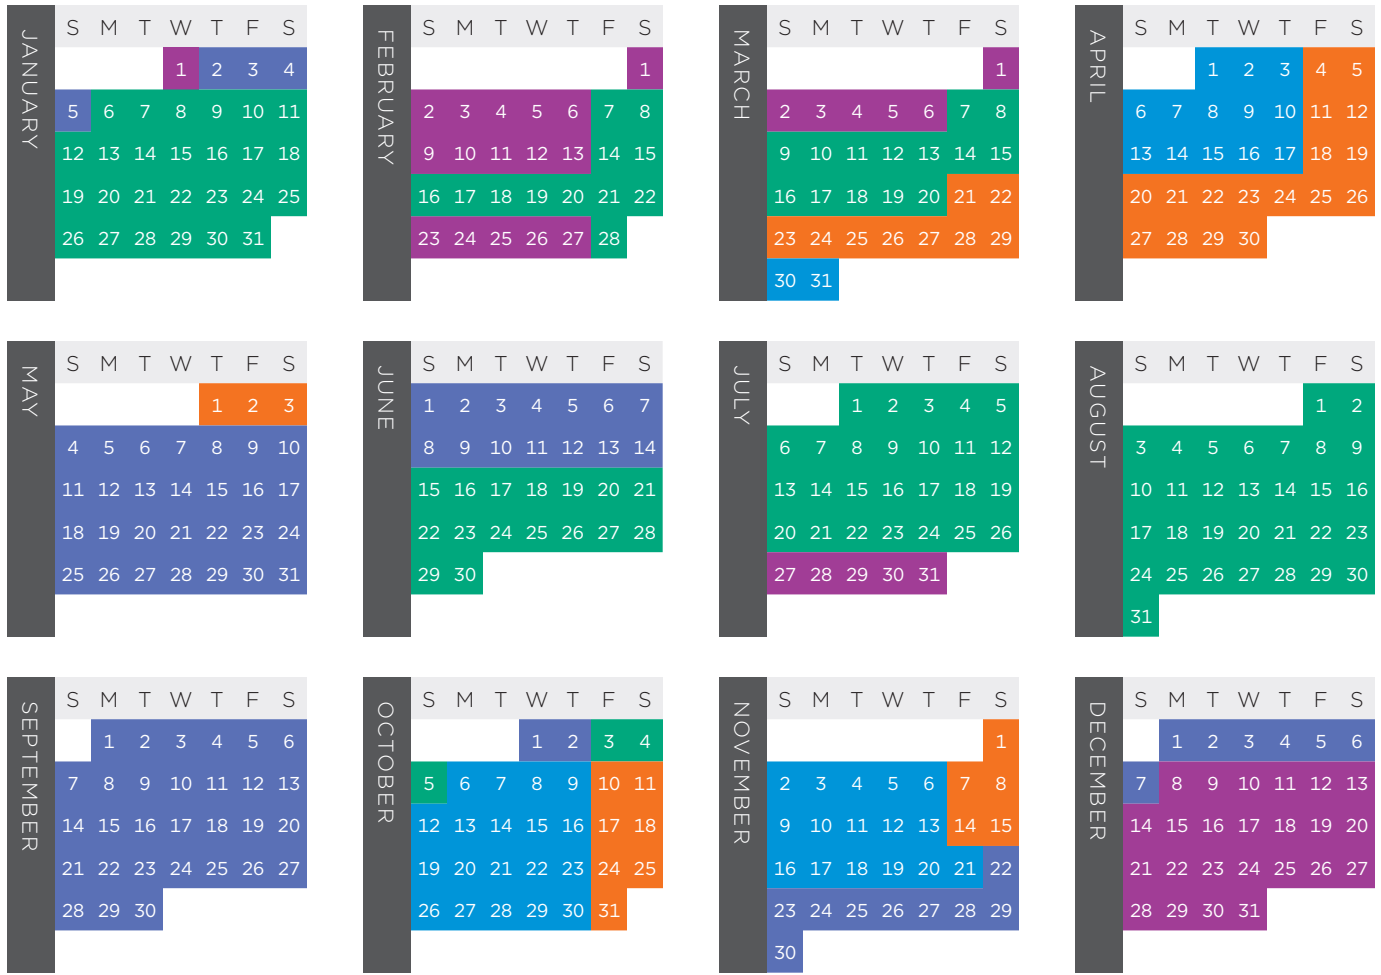 JANUARY
S M T W T F S
1 2 3 4
5 6 7 8 9 10 11
12 13 14 15 16 17 18
19 20 21 22 23 24 25
26 27 28 29 30 31
FEBRUARY
S M T W T F S
1
2 3 4 5 6 7 8
9 10 11 12 13 14 15
16 17 18 19 20 21 22
23 24 25 26 27 28
MARCH
S M T W T F S
1
2 3 4 5 6 7 8
9 10 11 12 13 14 15
16 17 18 19 20 21 22
23 24 25 26 27 28 29
30 31
APRIL
S M T W T F S
1 2 3 4 5
6 7 8 9 10 11 12
13 14 15 16 17 18 19
20 21 22 23 24 25 26
27 28 29 30
MAY
S M T W T F S
1 2 3
4 5 6 7 8 9 10
11 12 13 14 15 16 17
18 19 20 21 22 23 24
25 26 27 28 29 30 31
JUNE
S M T W T F S
1 2 3 4 5 6 7
8 9 10 11 12 13 14
15 16 17 18 19 20 21
22 23 24 25 26 27 28
29 30
JULY
S M T W T F S
1 2 3 4 5
6 7 8 9 10 11 12
13 14 15 16 17 18 19
20 21 22 23 24 25 26
27 28 29 30 31
AUGUST
S M T W T F S
1 2
3 4 5 6 7 8 9
10 11 12 13 14 15 16
17 18 19 20 21 22 23
24 25 26 27 28 29 30
31
SEPTEMBER
S M T W T F S
1 2 3 4 5 6
7 8 9 10 11 12 13
14 15 16 17 18 19 20
21 22 23 24 25 26 27
28 29 30
OCTOBER
S M T W T F S
1 2 3 4
5 6 7 8 9 10 11
12 13 14 15 16 17 18
19 20 21 22 23 24 25
26 27 28 29 30 31
NOVEMBER
S M T W T F S
1
2 3 4 5 6 7 8
9 10 11 12 13 14 15
16 17 18 19 20 21 22
23 24 25 26 27 28 29
30
DECEMBER
S M T W T F S
1 2 3 4 5 6
7 8 9 10 11 12 13
14 15 16 17 18 19 20
21 22 23 24 25 26 27
28 29 30 31